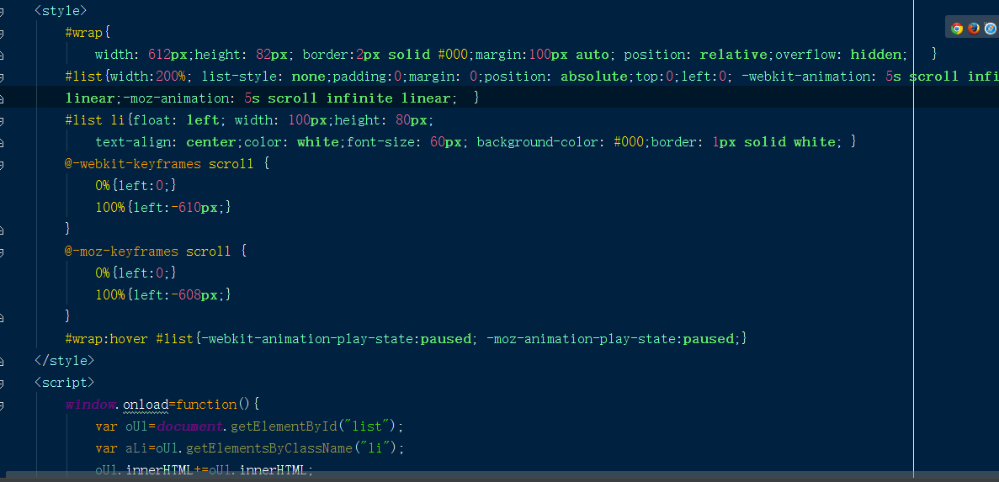 <style>
#wrap{
width: 612px;height: 82px; border:2px solid #000;margin:100px auto; position: relative;overflow: hidden;   }
#list{width:200%; list-style: none;padding:0;margin: 0;position: absolute;top:0;left:0; -webkit-animation: 5s scroll infi
linear;-moz-animation: 5s scroll infinite linear;  }
#list li{float: left; width: 100px;height: 80px;
text-align: center;color: white;font-size: 60px; background-color: #000;border: 1px solid white; }
@-webkit-keyframes scroll {
0%{left:0;}
100%{left:-610px;}
}
@-moz-keyframes scroll {
0%{left:0;}
100%{left:-608px;}
}
#wrap:hover #list{-webkit-animation-play-state:paused; -moz-animation-play-state:paused;}
</style>
<script>
window.onload=function(){
var oUl=document.getElementById("list");
var aLi=oUl.getElementsByClassName("li");
oUl.innerHTML+=oUl.innerHTML;